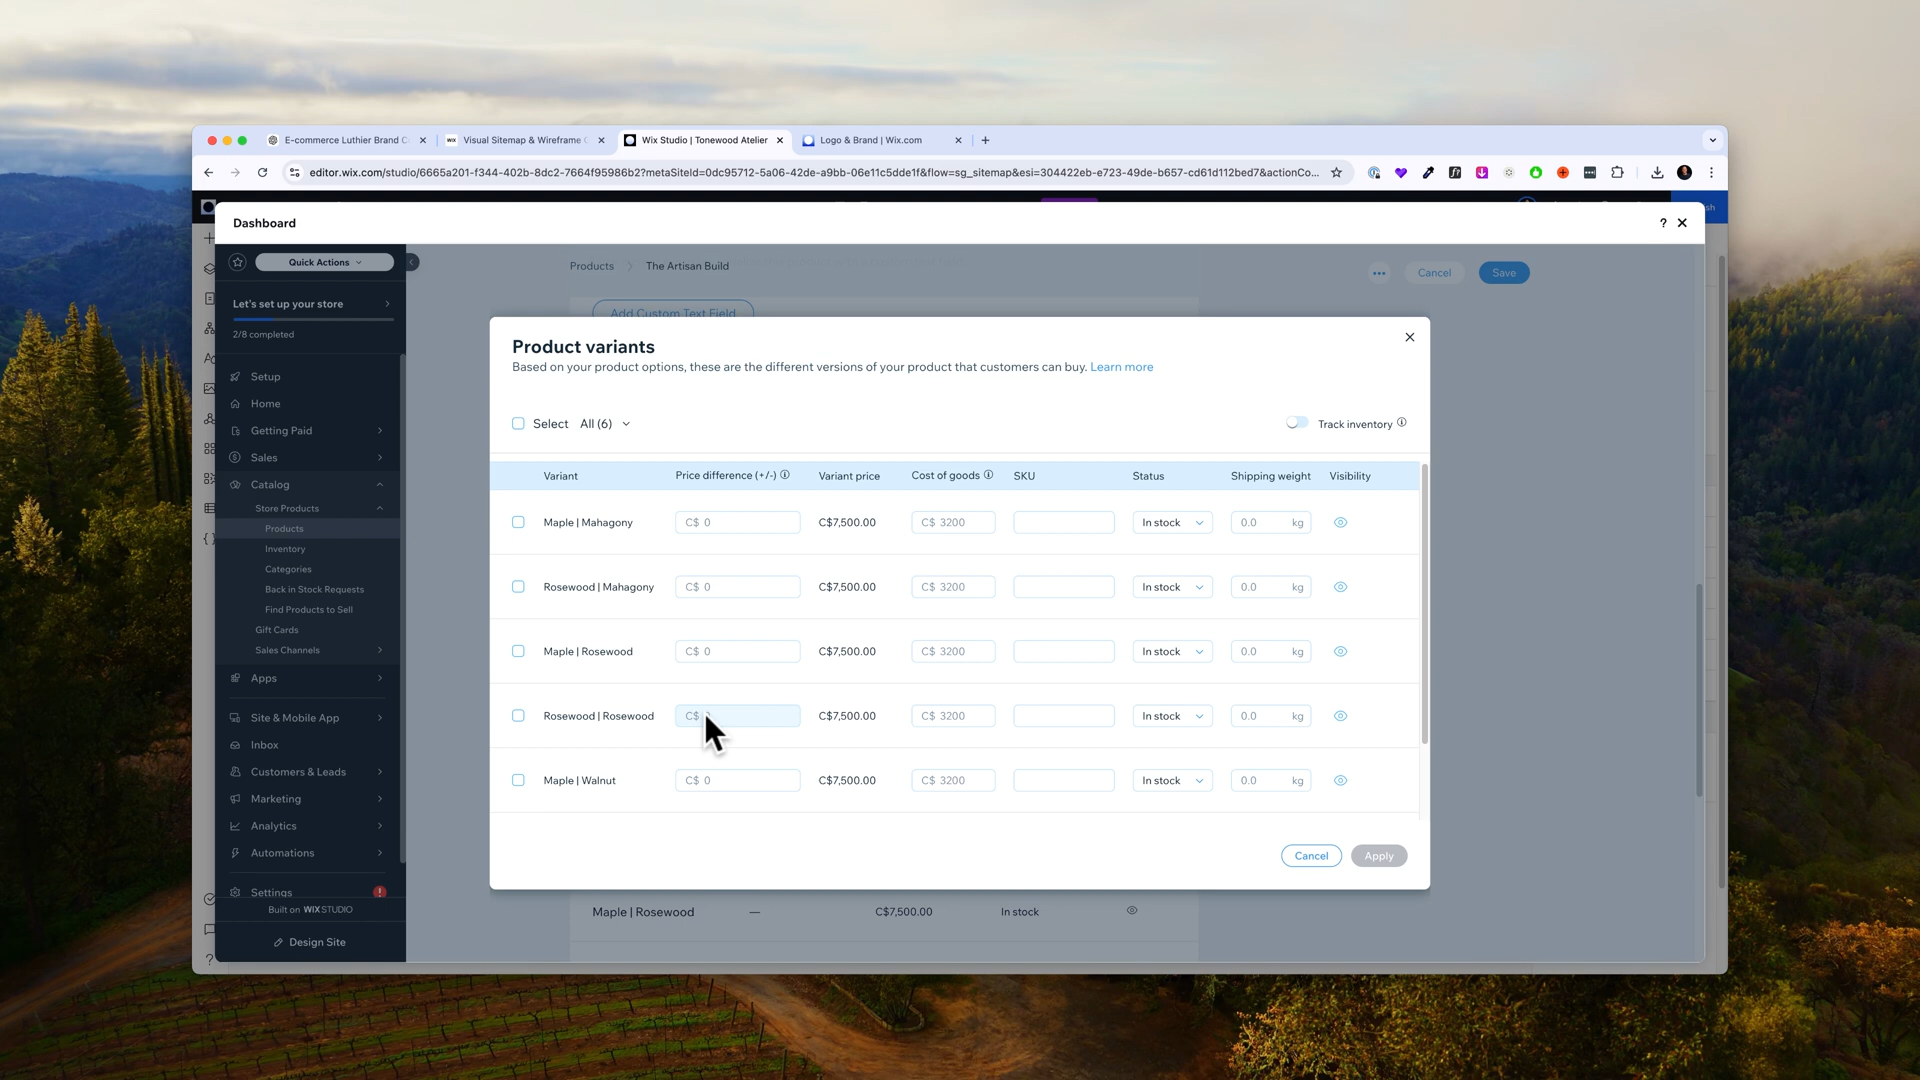 E-commerce Luthier Brand C
Visual Sitemap & Wireframe
Wix Studio | Tonewood Atelier
Logo & Brand | Wix.com
editor.wix.com/studio/6665a201-f344-402b-8dc2-7664f95986b2?metaSiteId=0dc95712-5a06-42de-a9bb-06e11c5dde1f&flow=sg_sitemap&esi=304422eb-e723-49de-b657-cd61d112bed7&actionCo...
Dashboard
?
Quick Actions
Products
The Artisan Build
Cancel
Save
Let's set up your store
2/8 completed
Add Custom Text Field
Setup
Home
Getting Paid
Sales
Catalog
Store Products
Products
Inventory
Categories
Back in Stock Requests
Find Products to Sell
Gift Cards
Sales Channels
Apps
Site & Mobile App
Inbox
Customers & Leads
Marketing
Analytics
Automations
Settings
Built on WIX STUDIO
Design Site
Product variants
Based on your product options, these are the different versions of your product that customers can buy. Learn more
Select All (6)
Track inventory
Variant Price difference (+/-) Variant price Cost of goods SKU Status Shipping weight Visibility
Maple | Mahagony C$ 0 C$7,500.00 C$ 3200 In stock 0.0 kg
Rosewood | Mahagony C$ 0 C$7,500.00 C$ 3200 In stock 0.0 kg
Maple | Rosewood C$ 0 C$7,500.00 C$ 3200 In stock 0.0 kg
Rosewood | Rosewood C$ C$7,500.00 C$ 3200 In stock 0.0 kg
Maple | Walnut C$ 0 C$7,500.00 C$ 3200 In stock 0.0 kg
Cancel
Apply
Maple | Rosewood — C$7,500.00 In stock